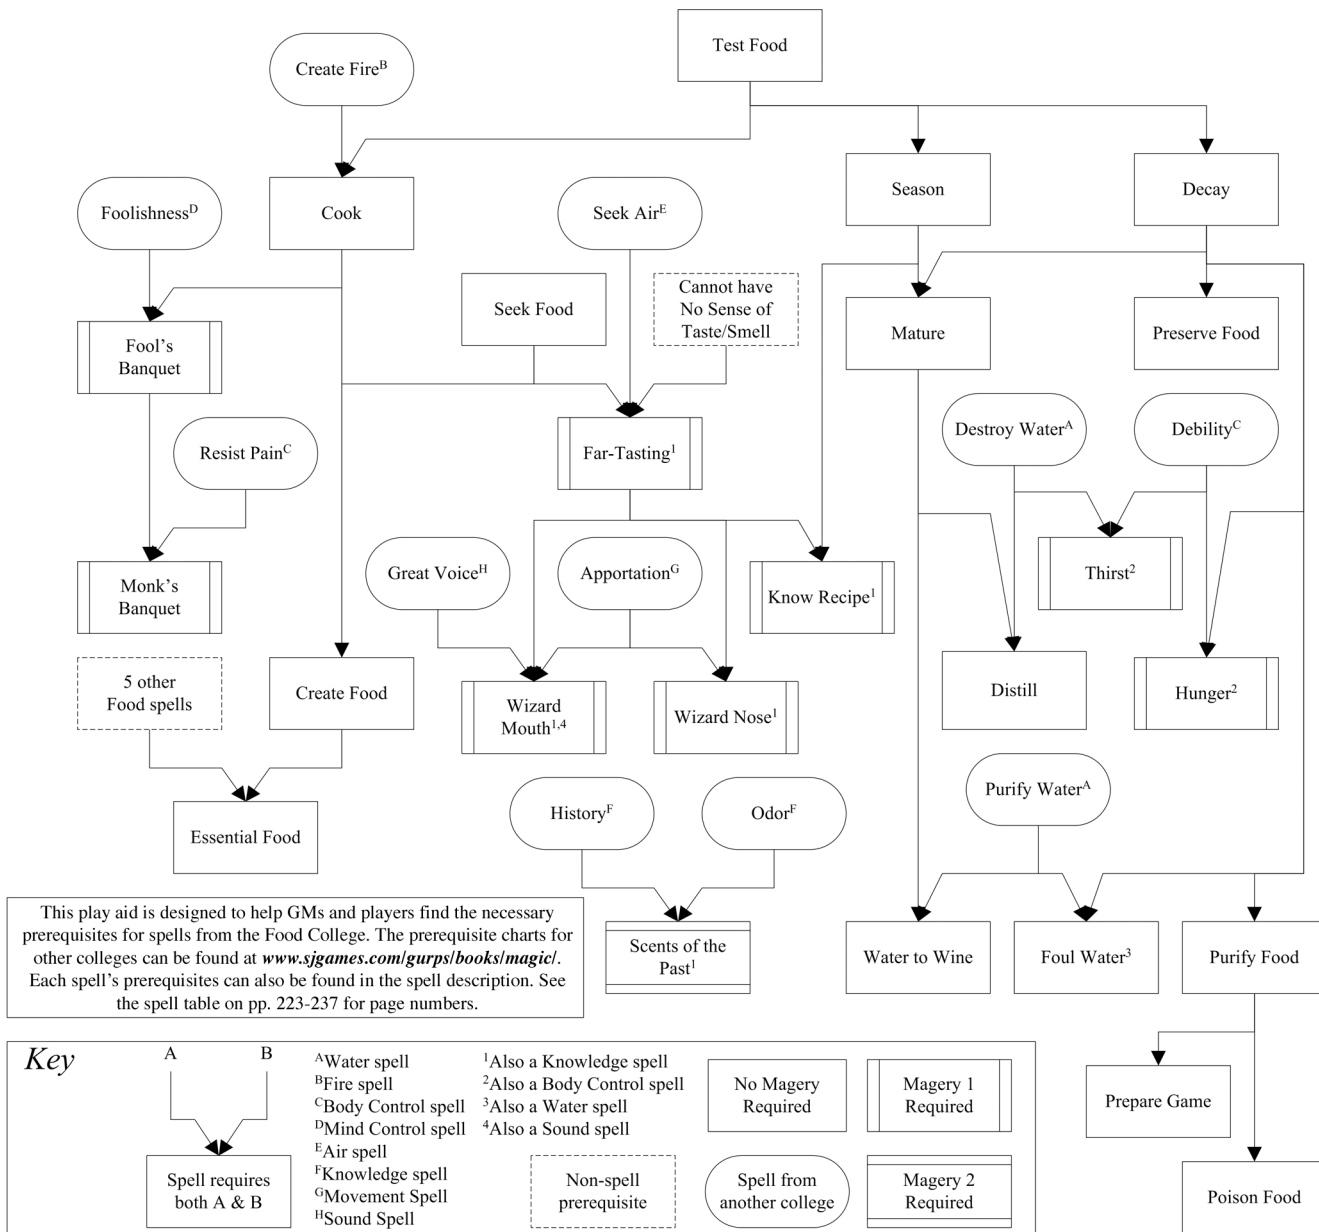 Test Food
Create Fire^B
Season
Decay
Foolishness^D
Cook
Seek Air^E
Seek Food
Cannot have
No Sense of
Taste/Smell
Mature
Preserve Food
Fool's
Banquet
Resist Pain^C
Far-Tasting^1
Destroy Water^A
Debility^C
Great Voice^H
Apportation^G
Know Recipe^1
Thirst^2
Monk's
Banquet
5 other
Food spells
Create Food
Wizard
Mouth^1,4
Wizard Nose^1
Distill
Hunger^2
Purify Water^A
Essential Food
History^F
Odor^F
Scents of the
Past^1
Water to Wine
Foul Water^3
Purify Food
This play aid is designed to help GMs and players find the necessary
prerequisites for spells from the Food College. The prerequisite charts for
other colleges can be found at www.sjgames.com/gurps/books/magic/.
Each spell's prerequisites can also be found in the spell description. See
the spell table on pp. 223-237 for page numbers.
Prepare Game
Poison Food
Key
A
B
Spell requires
both A & B
^AWater spell
^BFire spell
^CBody Control spell
^DMind Control spell
^EAir spell
^FKnowledge spell
^GMovement Spell
^HSound Spell
^1Also a Knowledge spell
^2Also a Body Control spell
^3Also a Water spell
^4Also a Sound spell
Non-spell
prerequisite
No Magery
Required
Magery 1
Required
Spell from
another college
Magery 2
Required